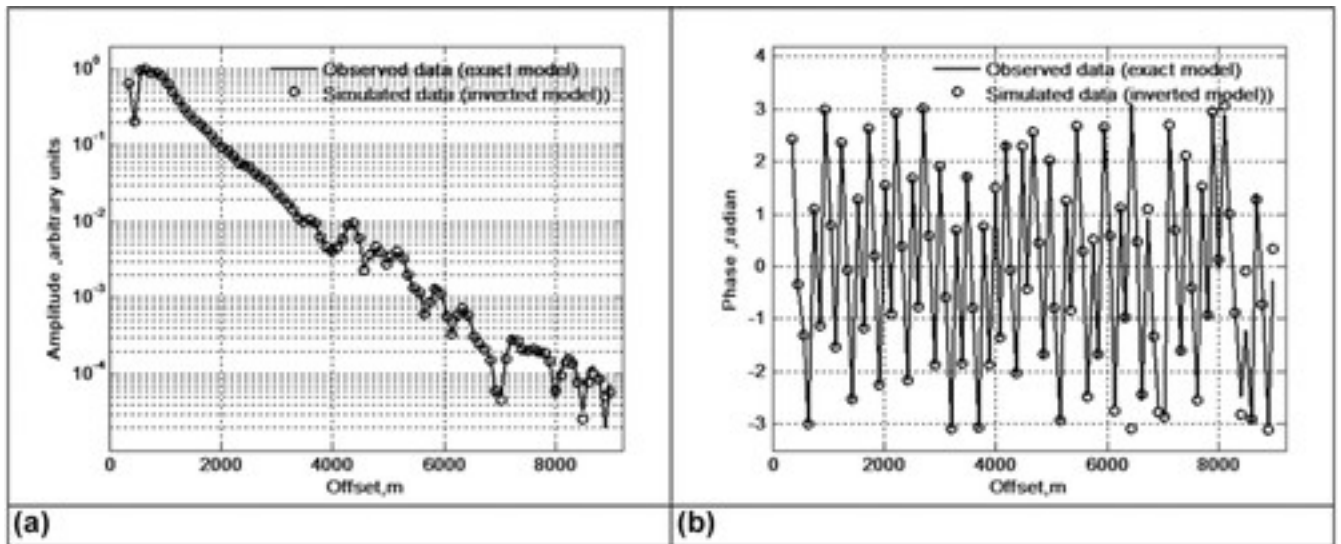 10⁰
10⁻¹
10⁻²
10⁻³
10⁻⁴
Amplitude ,arbitrary units
Observed data (exact model)
Simulated data (inverted model))
0
2000
4000
6000
8000
Offset,m
(a)
4
3
2
1
0
-1
-2
-3
Phase ,radian
Observed data (exact model)
Simulated data (inverted model))
0
2000
4000
6000
8000
Offset,m
(b)